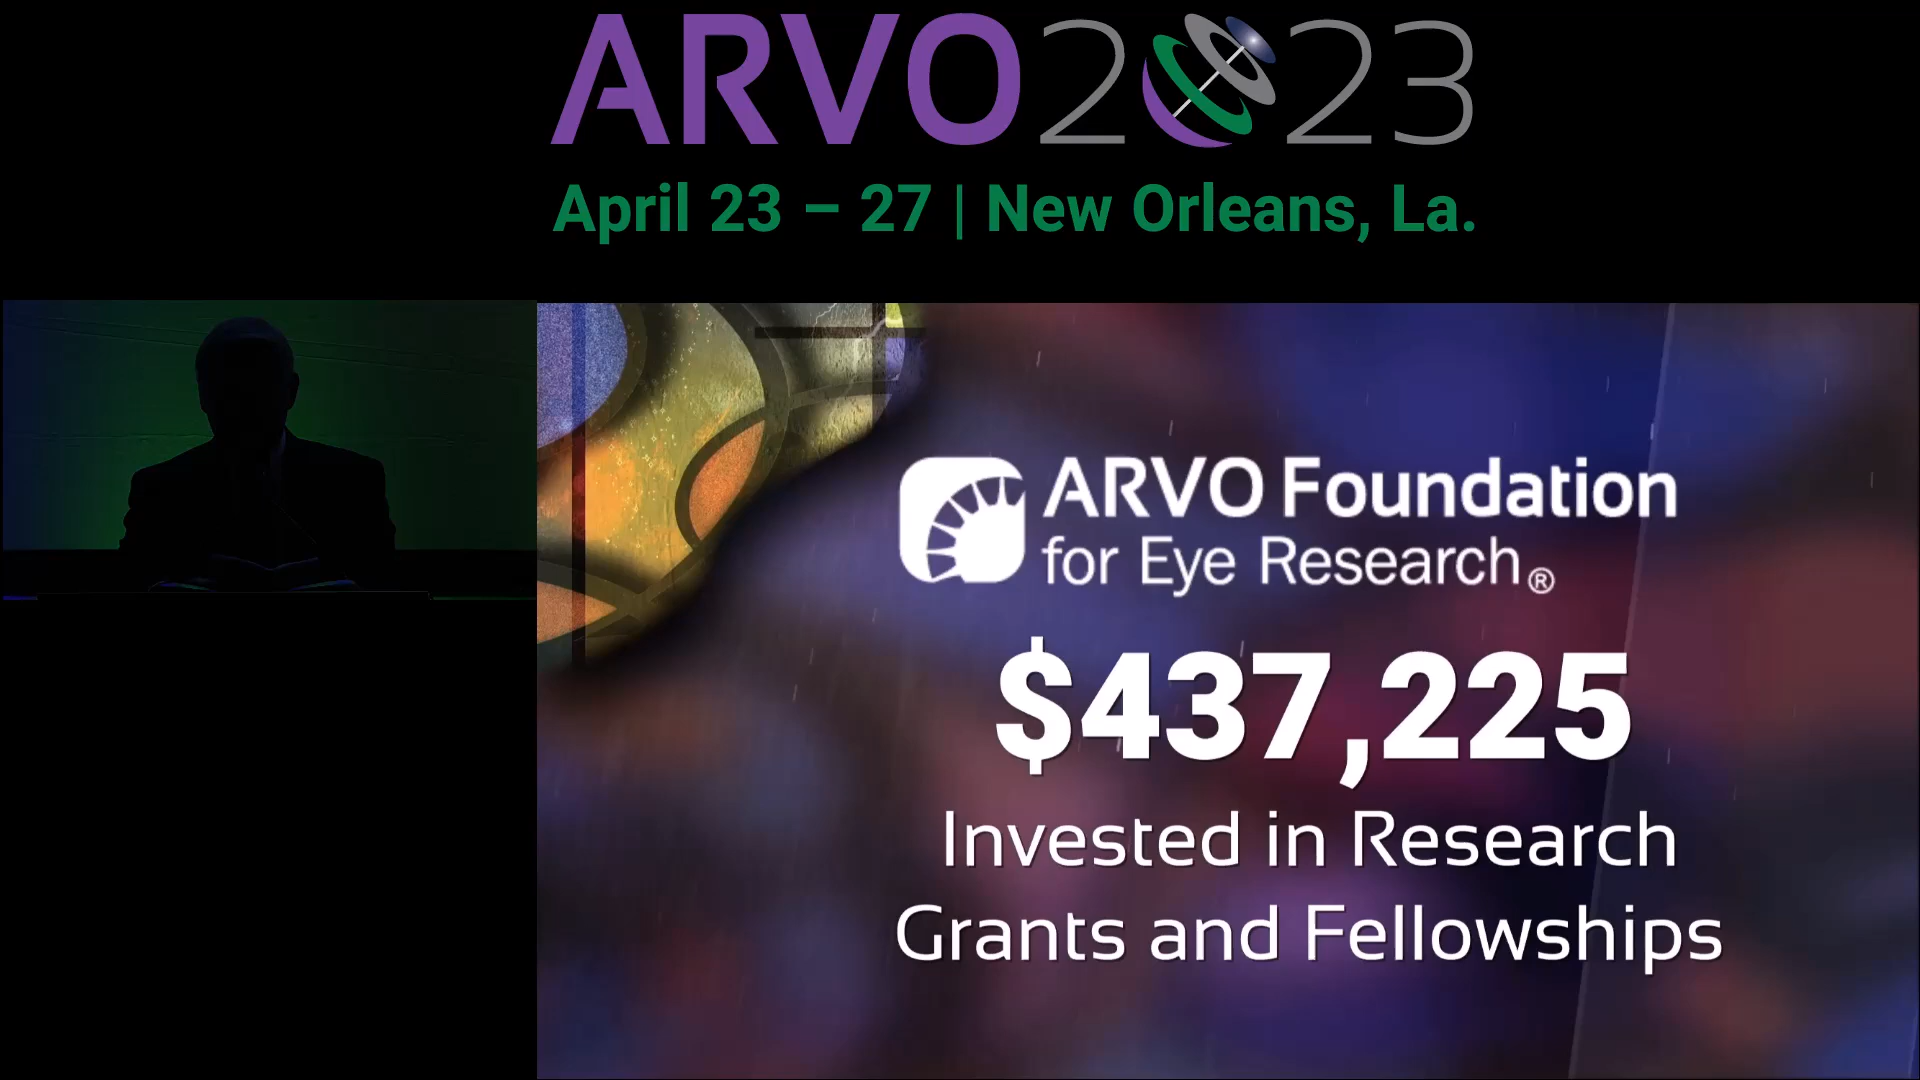 ARVO2023
April 23 – 27 | New Orleans, La.
ARVO Foundation
for Eye Research®
$437,225
Invested in Research
Grants and Fellowships